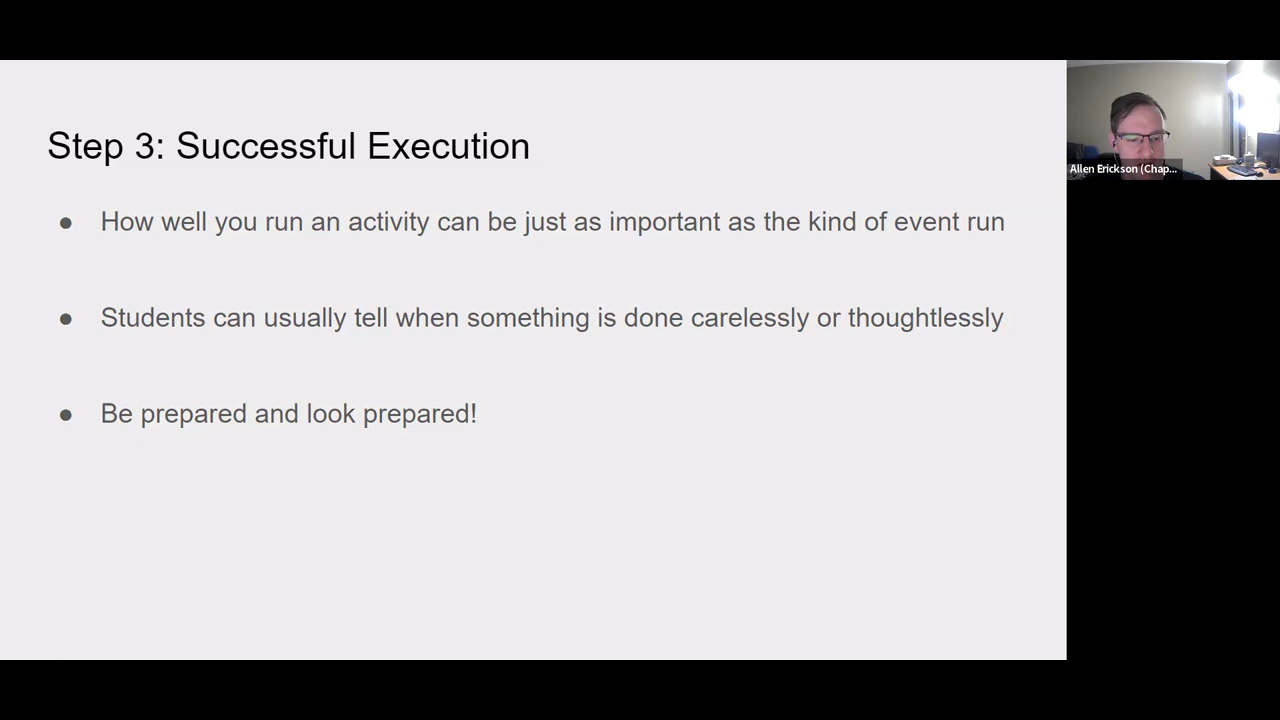 Step 3: Successful Execution
● How well you run an activity can be just as important as the kind of event run
● Students can usually tell when something is done carelessly or thoughtlessly
● Be prepared and look prepared!
Allen Erickson (Chap...